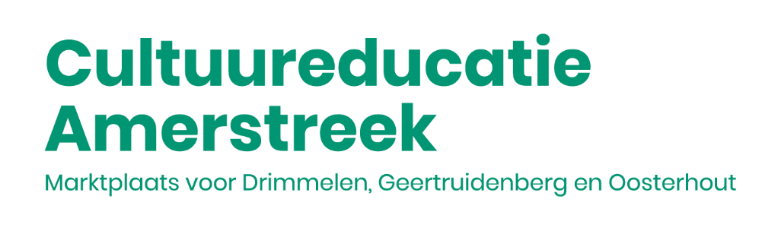 Cultuureducatie
Amerstreek
Marktplaats voor Drimmelen, Geertruidenberg en Oosterhout